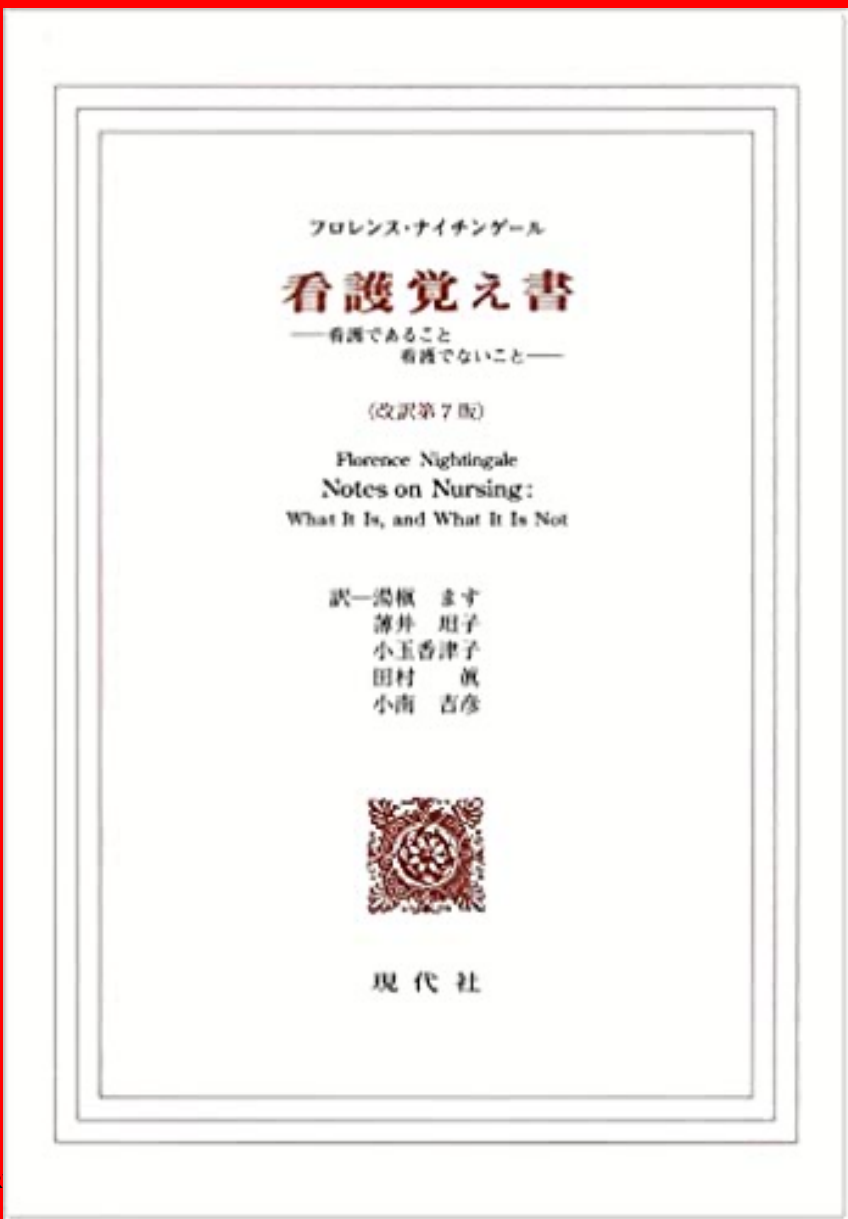 フロレンス・ナイチンゲール
看護覚え書
――看護であること
看護でないこと――
(改訳第7版)
Florence Nightingale
Notes on Nursing:
What It Is, and What It Is Not
訳―湯槇 ます
薄井 坦子
小玉香津子
田村 眞
小南 吉彦
現代社